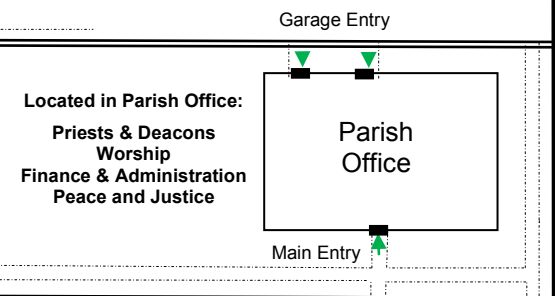 Garage Entry
Located in Parish Office:
Priests & Deacons
Worship
Finance & Administration
Peace and Justice
Parish
Office
Main Entry